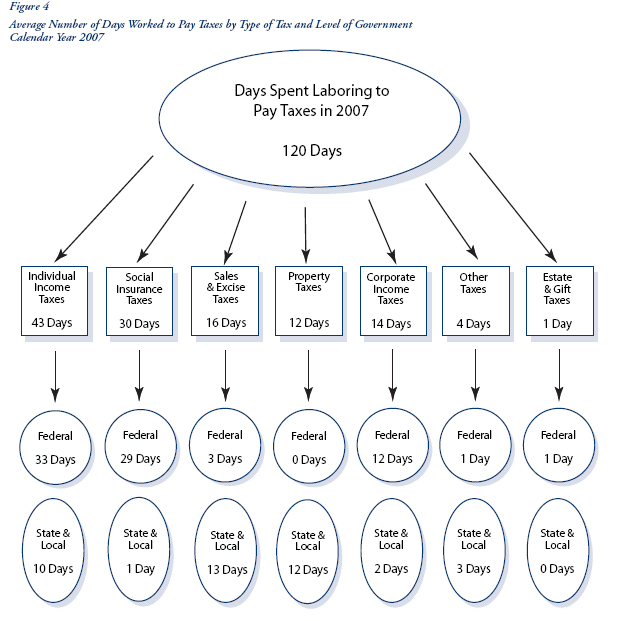 Figure 4
Average Number of Days Worked to Pay Taxes by Type of Tax and Level of Government
Calendar Year 2007
Days Spent Laboring to
Pay Taxes in 2007
120 Days
Individual
Income
Taxes
43 Days
Social
Insurance
Taxes
30 Days
Sales
& Excise
Taxes
16 Days
Property
Taxes
12 Days
Corporate
Income
Taxes
14 Days
Other
Taxes
4 Days
Estate
& Gift
Taxes
1 Day
Federal
33 Days
Federal
29 Days
Federal
3 Days
Federal
0 Days
Federal
12 Days
Federal
1 Day
Federal
1 Day
State &
Local
10 Days
State &
Local
1 Day
State &
Local
13 Days
State &
Local
12 Days
State &
Local
2 Days
State &
Local
3 Days
State &
Local
0 Days